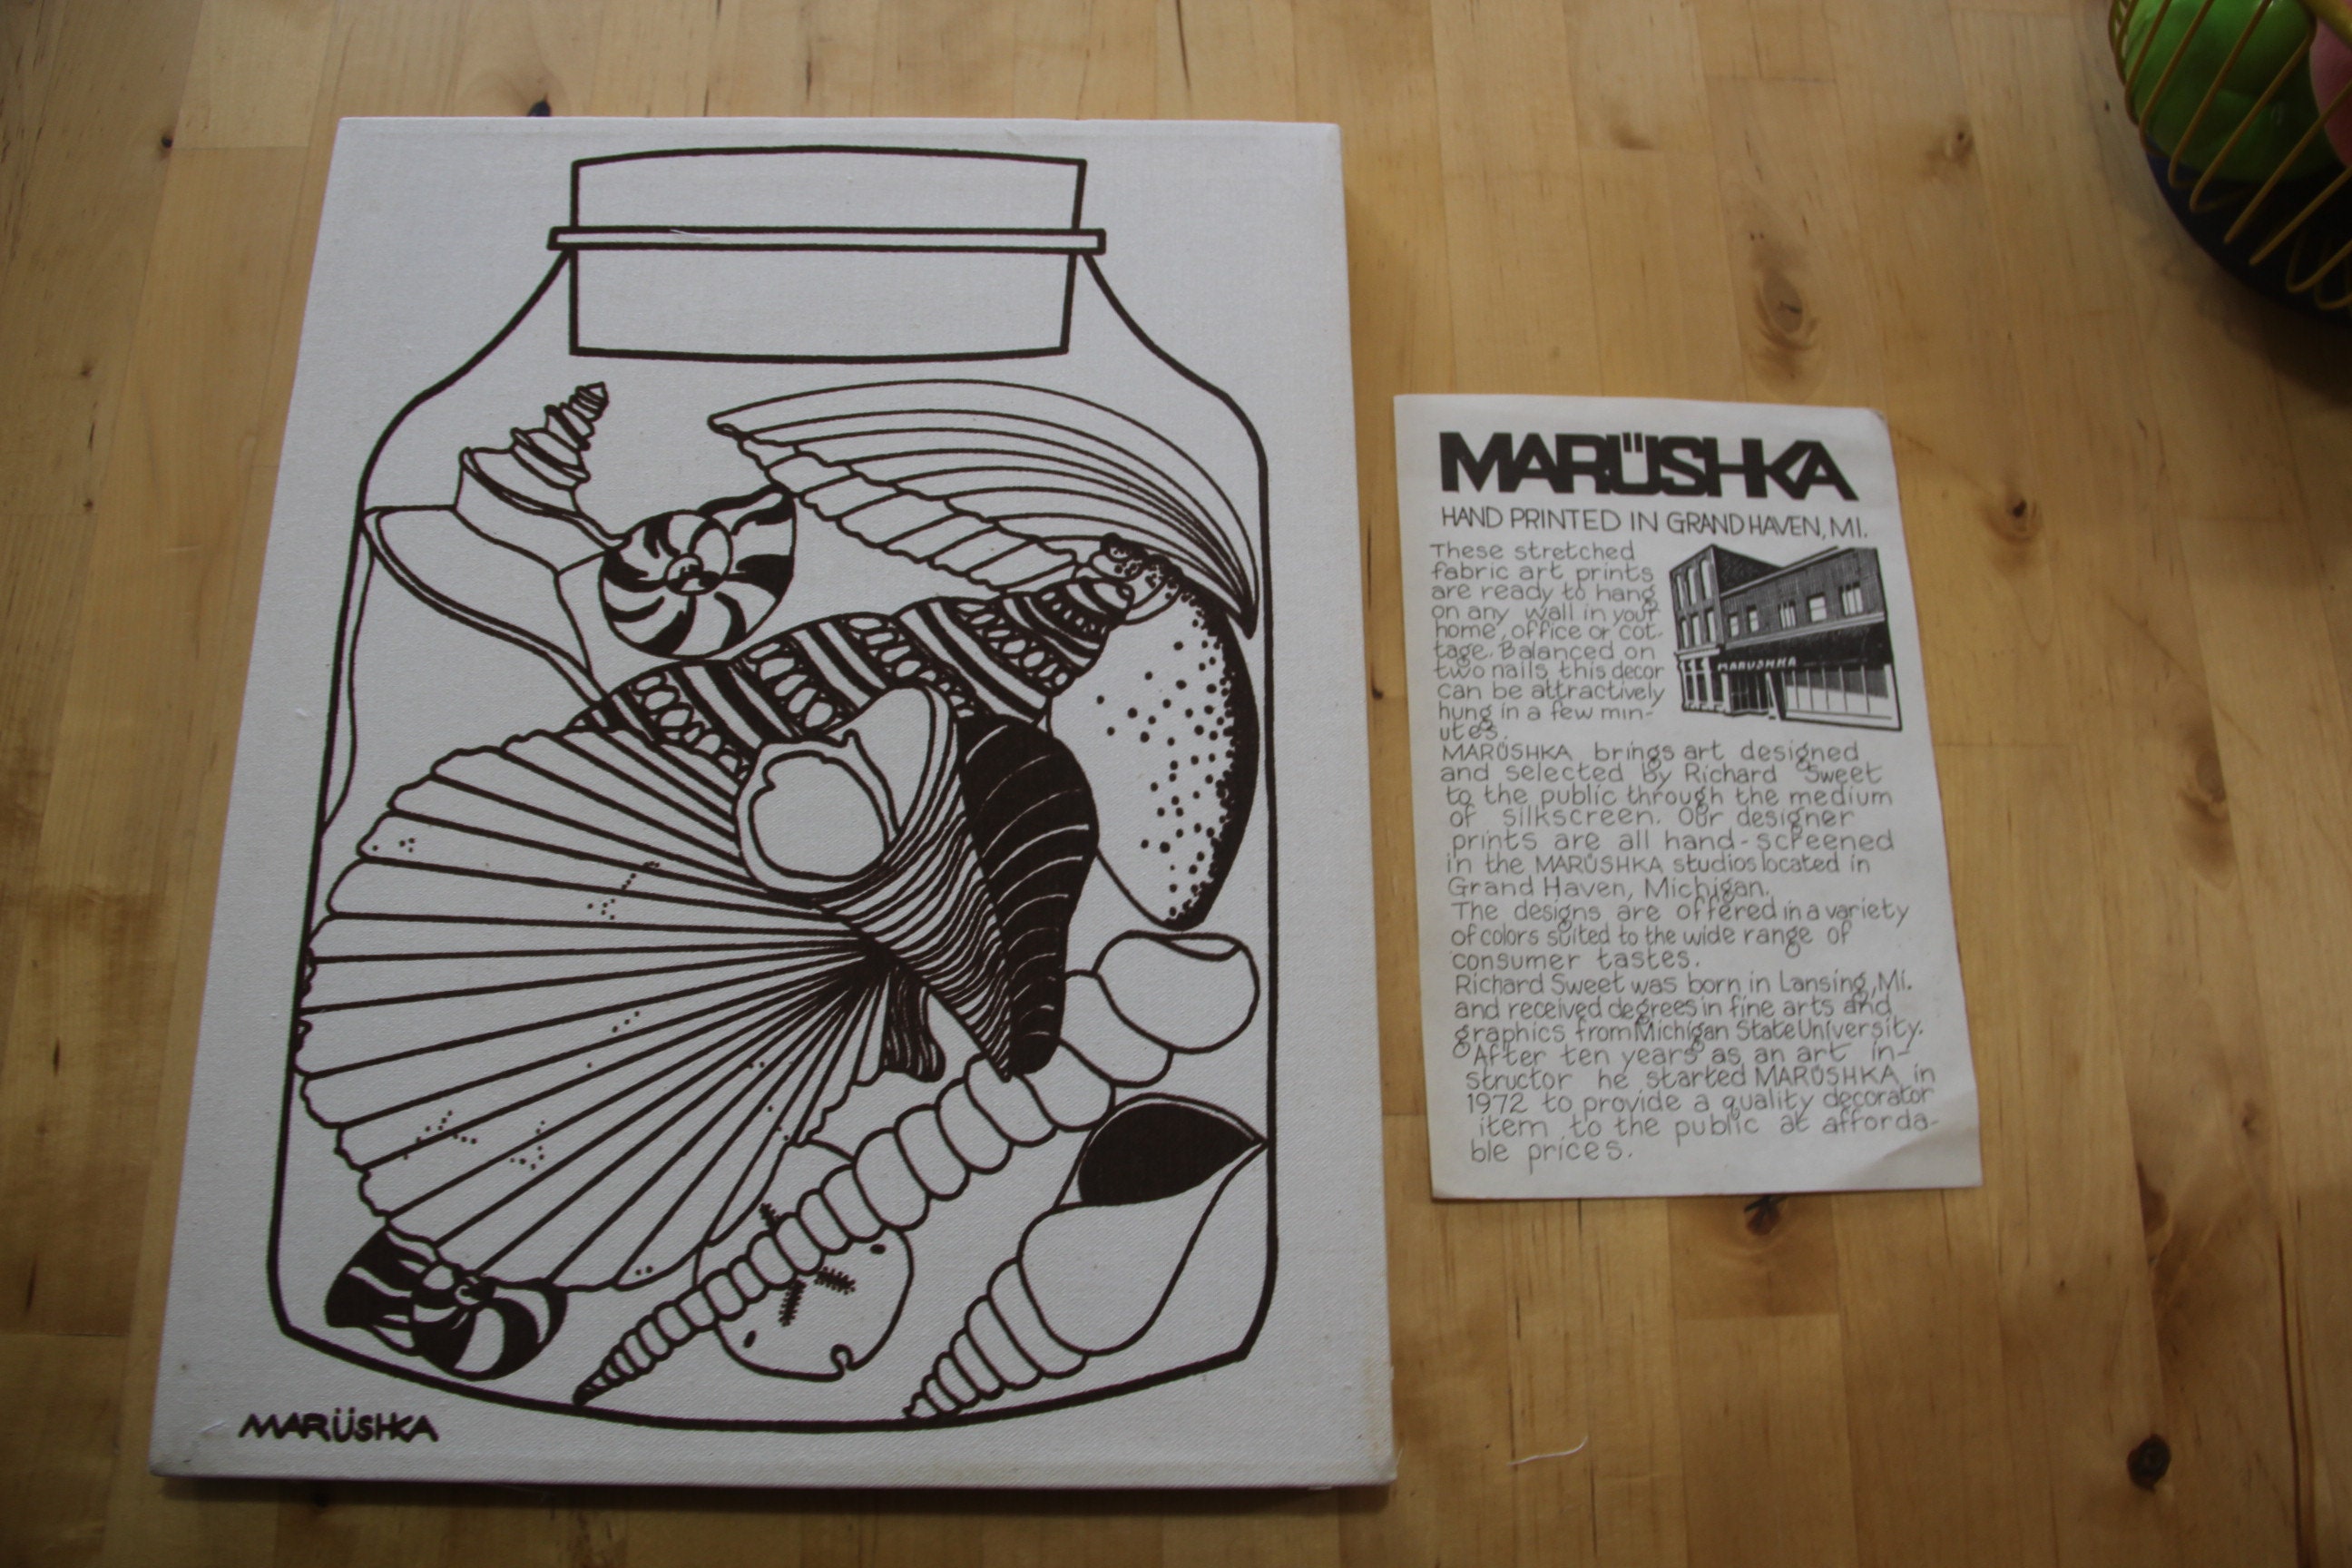 MARÜSHKA
MARÜSHKA
HAND PRINTED IN GRAND HAVEN, MI.
These stretched
fabric art prints
are ready to hang
on any wall in your
home, office or cot-
tage. Balanced on
two nails this decor
can be attractively
hung in a few min-
utes.
MARUSHKA
MARÜSHKA brings art designed
and selected by Richard Sweet
to the public through the medium
of silkscreen. Our designer
prints are all hand-screened
in the MARÜSHKA studios located in
Grand Haven, Michigan.
The designs are offered in a variety
of colors suited to the wide range of
consumer tastes.
Richard Sweet was born in Lansing, Mi.
and received degrees in fine arts and
graphics from Michigan State University.
After ten years as an art in-
structor he started MARÜSHKA in
1972 to provide a quality decorator
item to the public at afforda-
ble prices.